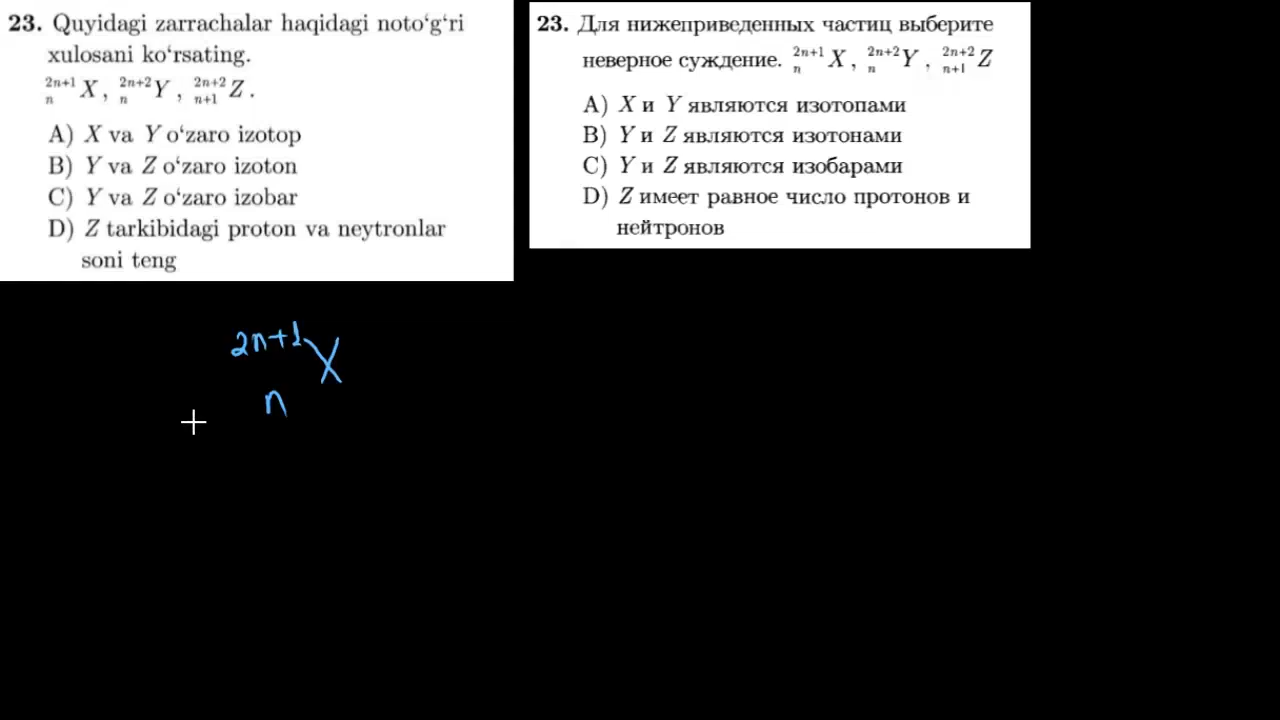 23. Quyidagi zarrachalar haqidagi noto‘g‘ri
xulosani ko‘rsating.
$^{2n+1}_{n}X$, $^{2n+2}_{n}Y$, $^{2n+2}_{n+1}Z$.
A) X va Y o‘zaro izotop
B) Y va Z o‘zaro izoton
C) Y va Z o‘zaro izobar
D) Z tarkibidagi proton va neytronlar
soni teng
23. Для нижеприведенных частиц выберите
неверное суждение. $^{2n+1}_{n}X$, $^{2n+2}_{n}Y$, $^{2n+2}_{n+1}Z$
A) X и Y являются изотопами
B) Y и Z являются изотонами
C) Y и Z являются изобарами
D) Z имеет равное число протонов и
нейтронов
$^{2n+1}_{n}X$